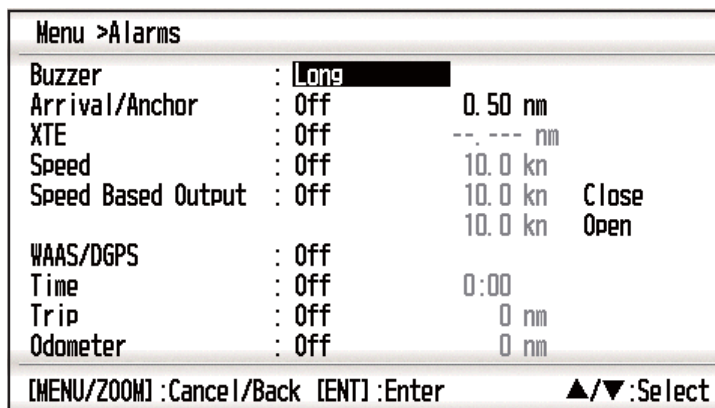 Menu >Alarms
Buzzer : Long
Arrival/Anchor : Off 0.50 nm
XTE : Off --.--- nm
Speed : Off 10.0 kn
Speed Based Output : Off 10.0 kn Close
10.0 kn Open
WAAS/DGPS : Off
Time : Off 0:00
Trip : Off 0 nm
Odometer : Off 0 nm
[MENU/ZOOM]:Cancel/Back [ENT]:Enter ▲/▼:Select